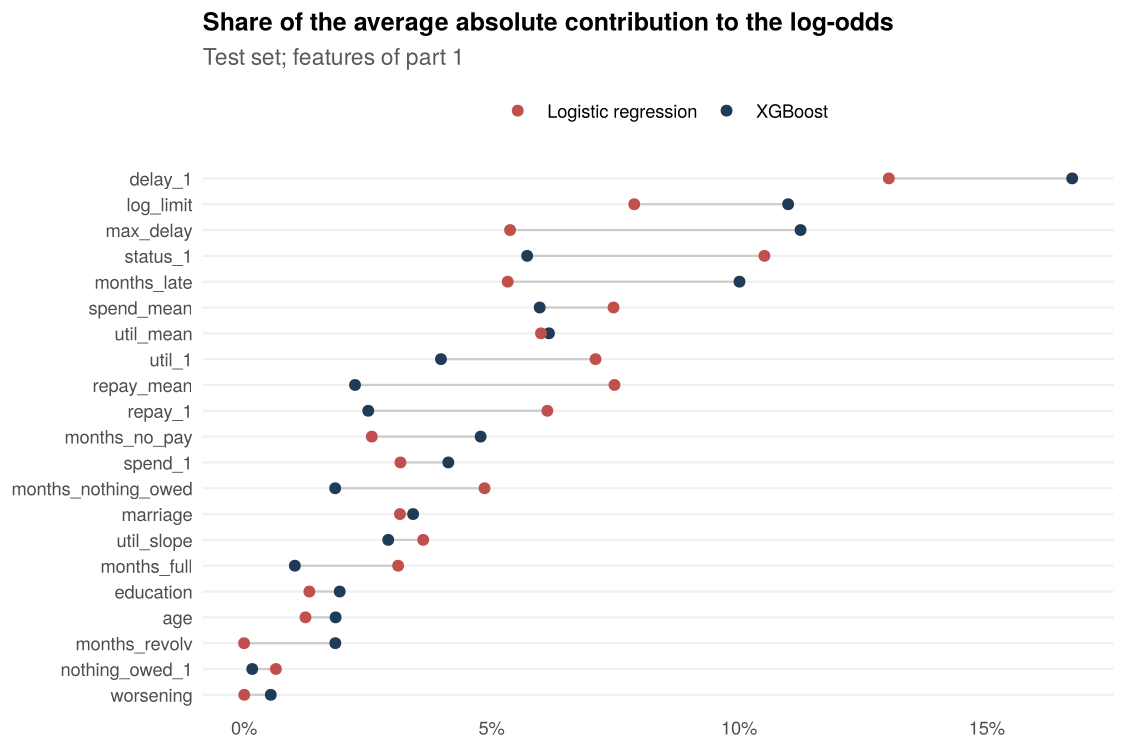 Share of the average absolute contribution to the log-odds
Test set; features of part 1
Logistic regression XGBoost
delay_1
log_limit
max_delay
status_1
months_late
spend_mean
util_mean
util_1
repay_mean
repay_1
months_no_pay
spend_1
months_nothing_owed
marriage
util_slope
months_full
education
age
months_revolv
nothing_owed_1
worsening
0% 5% 10% 15%